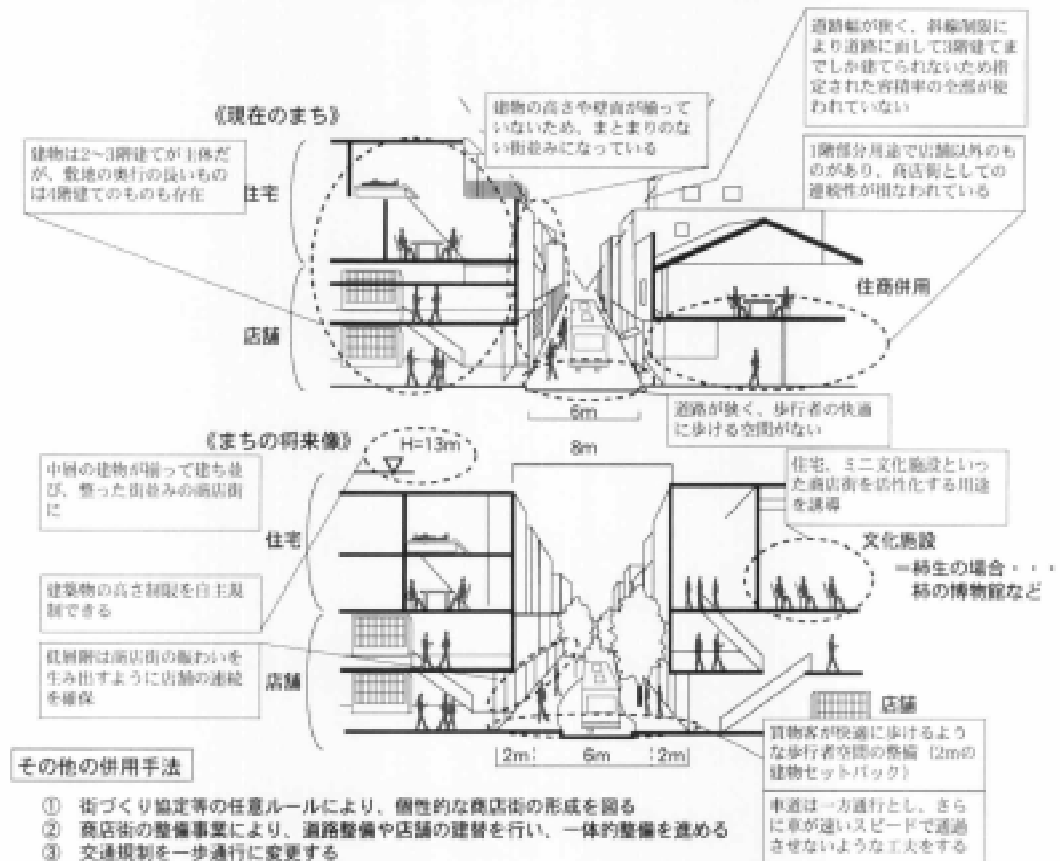 道路幅が狭く、斜線制限に
より道路に面して3階建てま
でしか建てられないため指
定された容積率の全部が使
われていない
《現在のまち》
建物の高さや壁面が揃って
いないため、まとまりのな
い街並みになっている
建物は2~3階建てが主体だ
が、敷地の奥行の長いもの
は4階建てのものも存在
1階部分用途で店舗以外のも
のがあり、商店街としての
連続性が損なわれている
住宅
住商併用
店舗
6m
道路が狭く、歩行者の快適
に歩ける空間がない
《まちの将来像》
H=13m
8m
中層の建物が揃って建ち並
び、整った街並みの商店街
に
住宅、ミニ文化施設といっ
た商店街を活性化する用途
を誘導
住宅
文化施設
=柿生の場合・・・
柿の博物館など
建築物の高さ制限を自主規
制できる
低層階は商店街の賑わいを
生み出すように店舗の連続
を確保
店舗
店舗
2m
6m
2m
買物客が快適に歩けるよう
な歩行者空間の整備（2mの
建物セットバック）
車道は一方通行とし、さら
に車が速いスピードで通過
させないような工夫をする
その他の併用手法
① 街づくり協定等の任意ルールにより、個性的な商店街の形成を図る
② 商店街の整備事業により、道路整備や店舗の建替を行い、一体的整備を進める
③ 交通規制を一歩通行に変更する